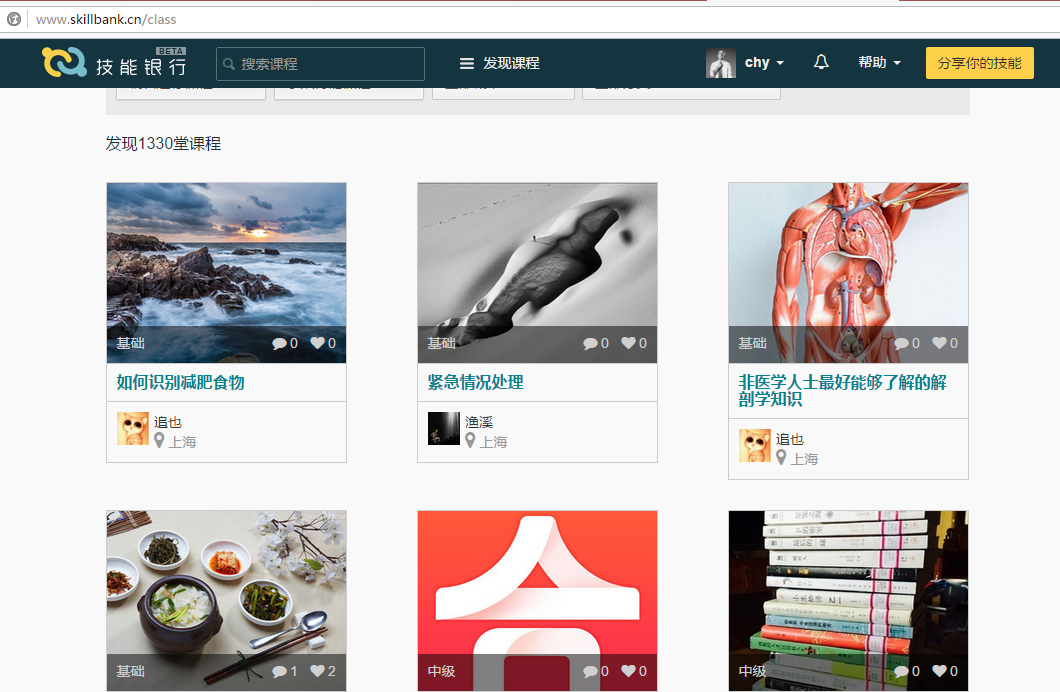 www.skillbank.cn/class
BETA
技能银行
搜索课程
发现课程
chy
帮助
分享你的技能
发现1330堂课程
基础
0
0
基础
0
0
基础
0
0
如何识别减肥食物
紧急情况处理
非医学人士最好能够了解的解
剖学知识
追也
上海
渔溪
上海
追也
上海
基础
1
2
中级
0
0
中级
0
0